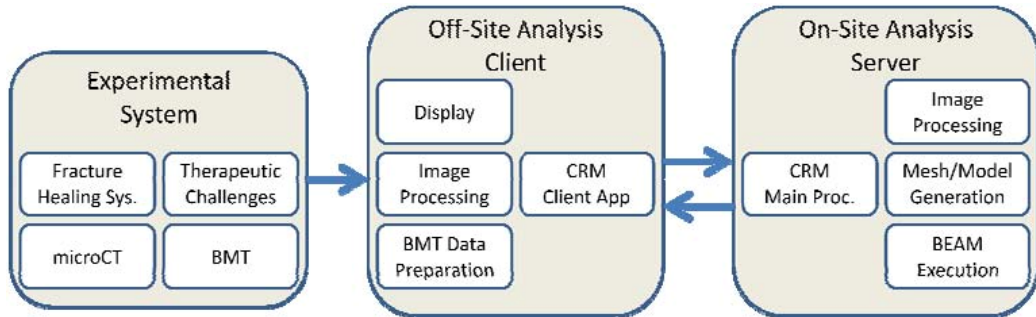 Experimental
System
Fracture
Healing Sys.
Therapeutic
Challenges
microCT
BMT
Off-Site Analysis
Client
Display
Image
Processing
CRM
Client App
BMT Data
Preparation
On-Site Analysis
Server
Image
Processing
CRM
Main Proc.
Mesh/Model
Generation
BEAM
Execution